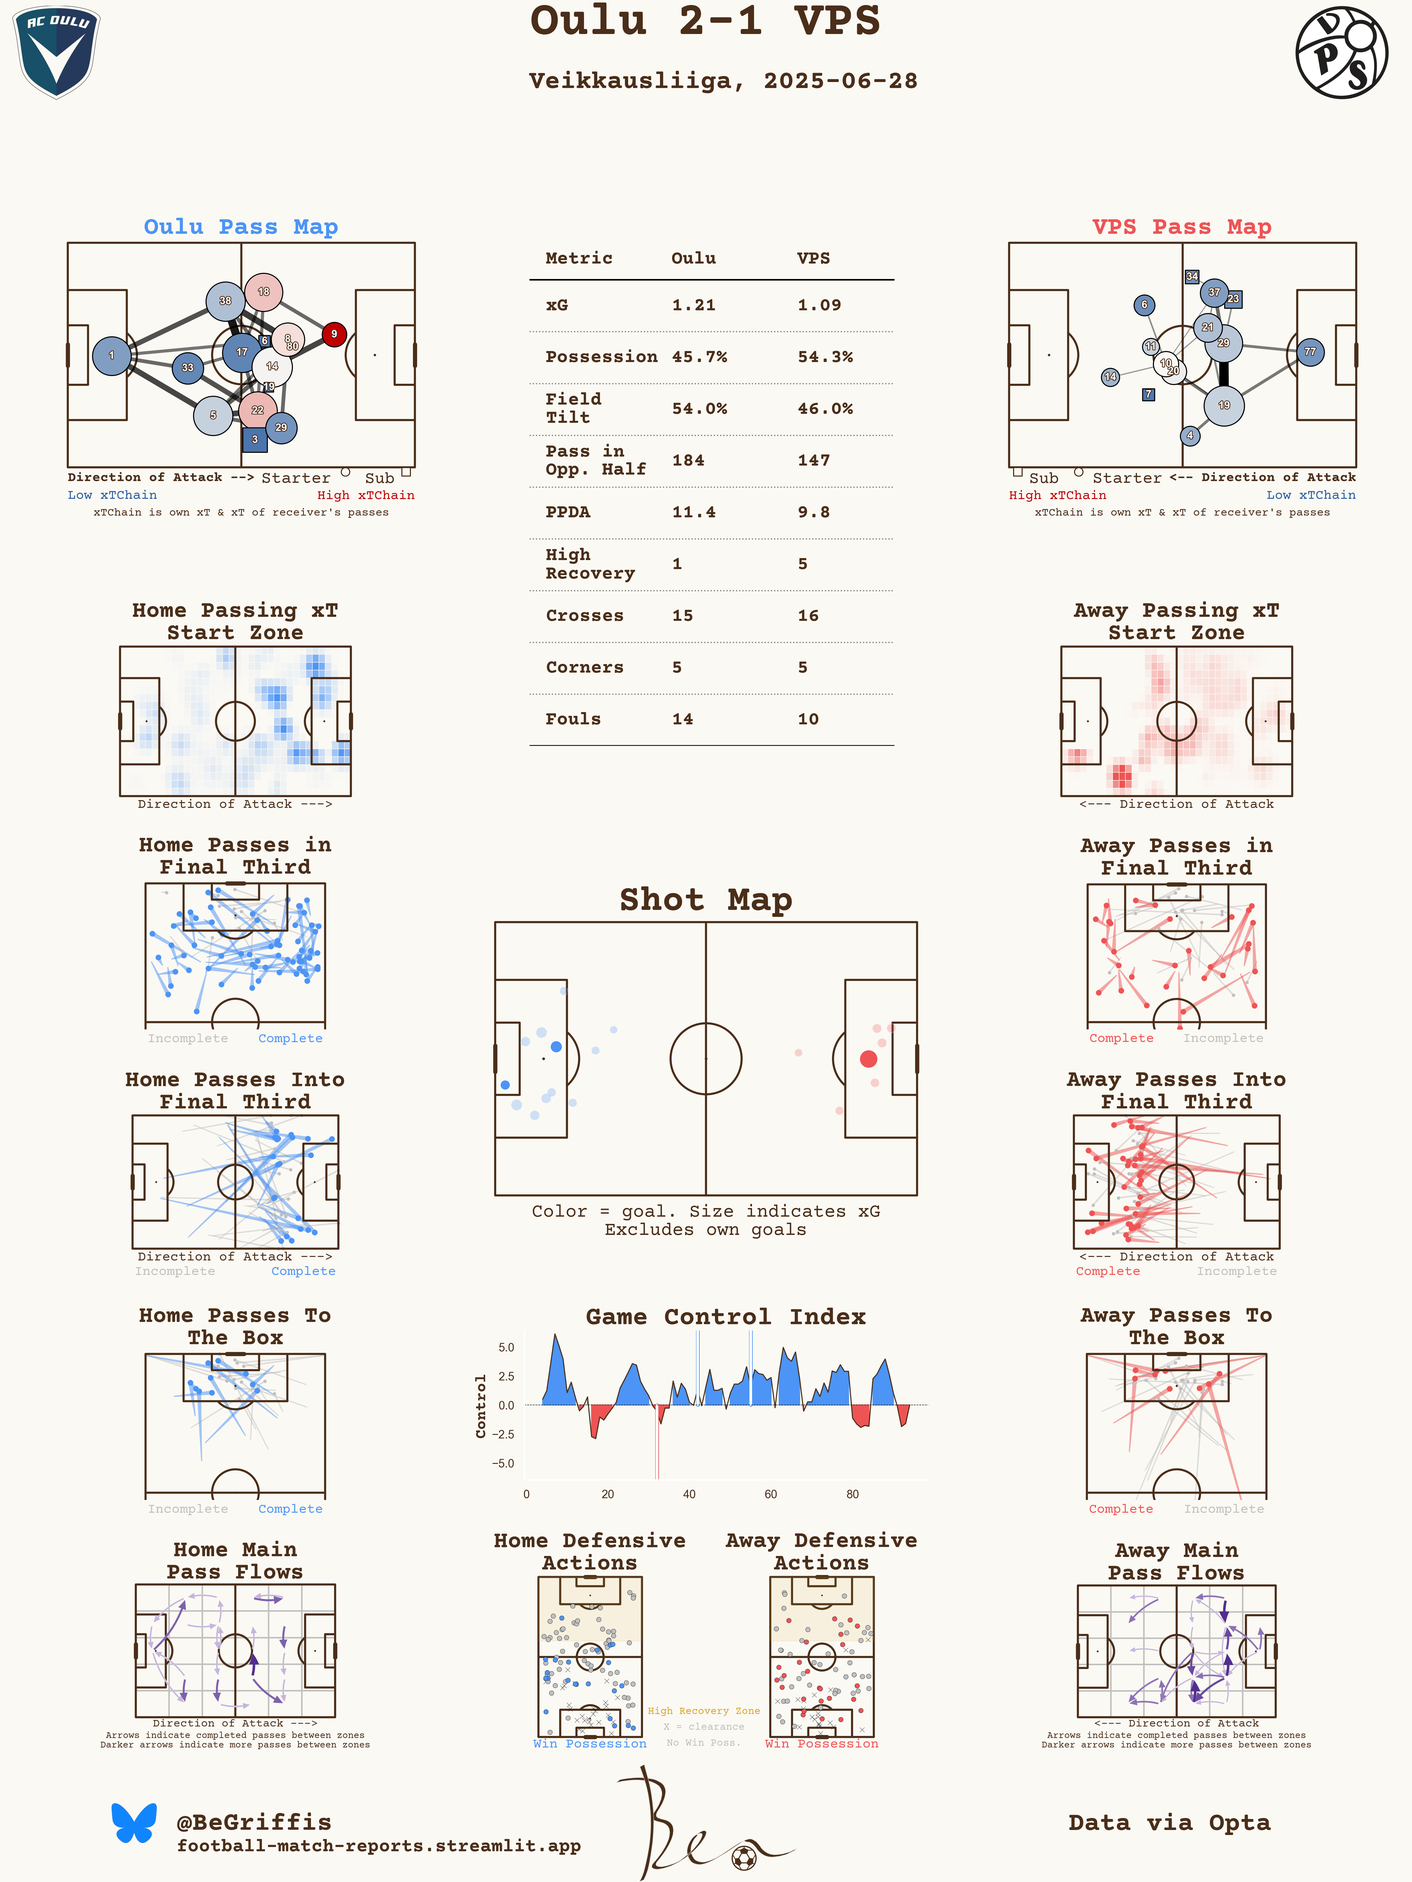 AC OULU
Oulu 2-1 VPS
Veikkausliiga, 2025-06-28
VPS
Oulu Pass Map
1
38
18
9
8
80
6
17
33
14
19
5
22
29
3
Direction of Attack --> Starter Sub
Low xTChain High xTChain
xTChain is own xT & xT of receiver's passes
Metric Oulu VPS
xG 1.21 1.09
Possession 45.7% 54.3%
Field
Tilt 54.0% 46.0%
Pass in
Opp. Half 184 147
PPDA 11.4 9.8
High
Recovery 1 5
Crosses 15 16
Corners 5 5
Fouls 14 10
VPS Pass Map
34
37
23
6
21
29
11
77
10
20
14
7
19
4
Sub Starter <-- Direction of Attack
High xTChain Low xTChain
xTChain is own xT & xT of receiver's passes
Home Passing xT
Start Zone
Direction of Attack --->
Away Passing xT
Start Zone
<--- Direction of Attack
Home Passes in
Final Third
Incomplete Complete
Away Passes in
Final Third
Complete Incomplete
Shot Map
Color = goal. Size indicates xG
Excludes own goals
Home Passes Into
Final Third
Direction of Attack --->
Incomplete Complete
Away Passes Into
Final Third
<--- Direction of Attack
Complete Incomplete
Home Passes To
The Box
Incomplete Complete
Game Control Index
Control
5.0
2.5
0.0
−2.5
−5.0
0 20 40 60 80
Away Passes To
The Box
Complete Incomplete
Home Main
Pass Flows
Direction of Attack --->
Arrows indicate completed passes between zones
Darker arrows indicate more passes between zones
Home Defensive
Actions
Win Possession
High Recovery Zone
X = clearance
No Win Poss.
Away Defensive
Actions
Win Possession
Away Main
Pass Flows
<--- Direction of Attack
Arrows indicate completed passes between zones
Darker arrows indicate more passes between zones
@BeGriffis
football-match-reports.streamlit.app
Ben
Data via Opta